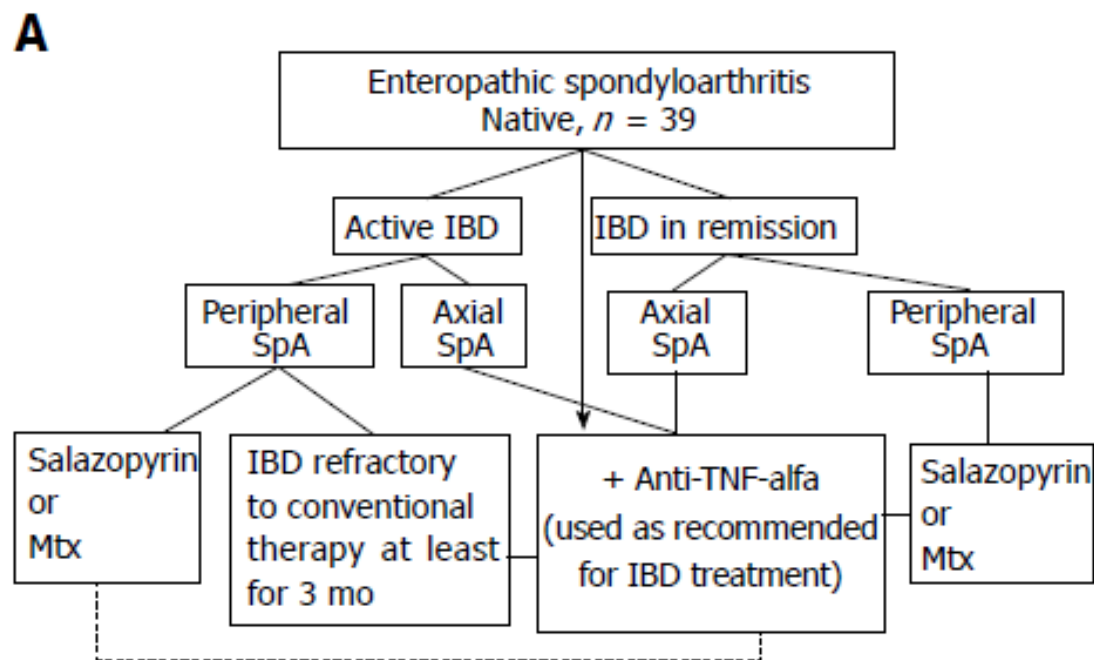 A
Enteropathic spondyloarthritis
Native, n = 39
Active IBD
IBD in remission
Peripheral
SpA
Axial
SpA
Axial
SpA
Peripheral
SpA
Salazopyrin
or
Mtx
IBD refractory
to conventional
therapy at least
for 3 mo
+ Anti-TNF-alfa
(used as recommended
for IBD treatment)
Salazopyrin
or
Mtx